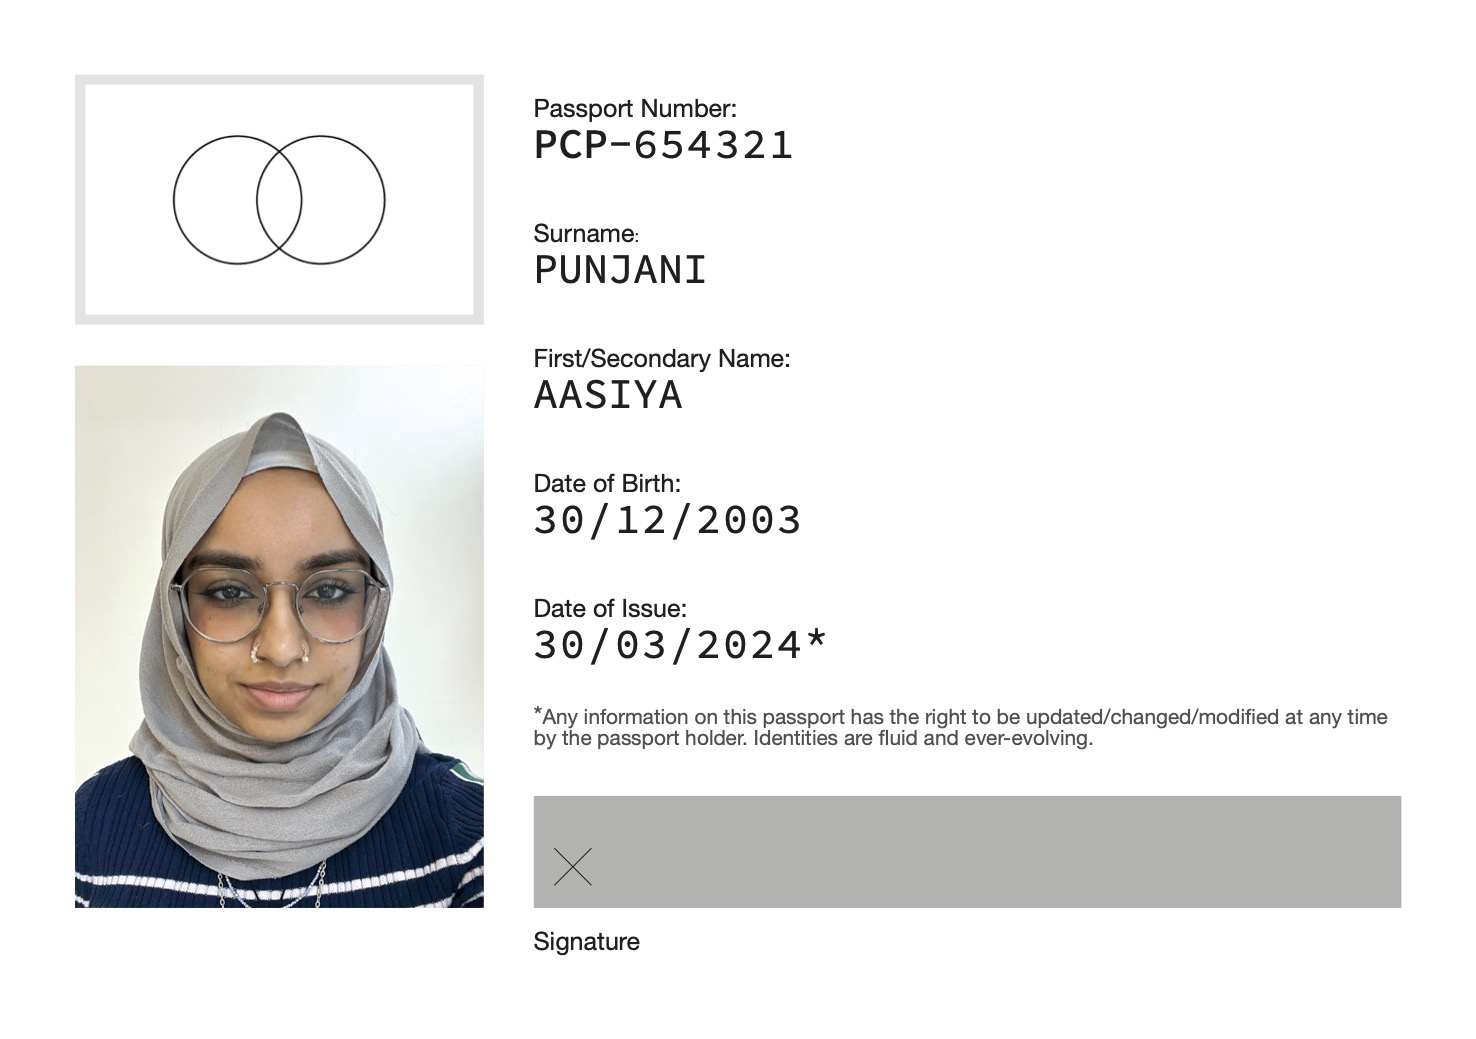 Passport Number:
PCP-654321
Surname:
PUNJANI
First/Secondary Name:
AASIYA
Date of Birth:
30/12/2003
Date of Issue:
30/03/2024*
*Any information on this passport has the right to be updated/changed/modified at any time
by the passport holder. Identities are fluid and ever-evolving.
Signature